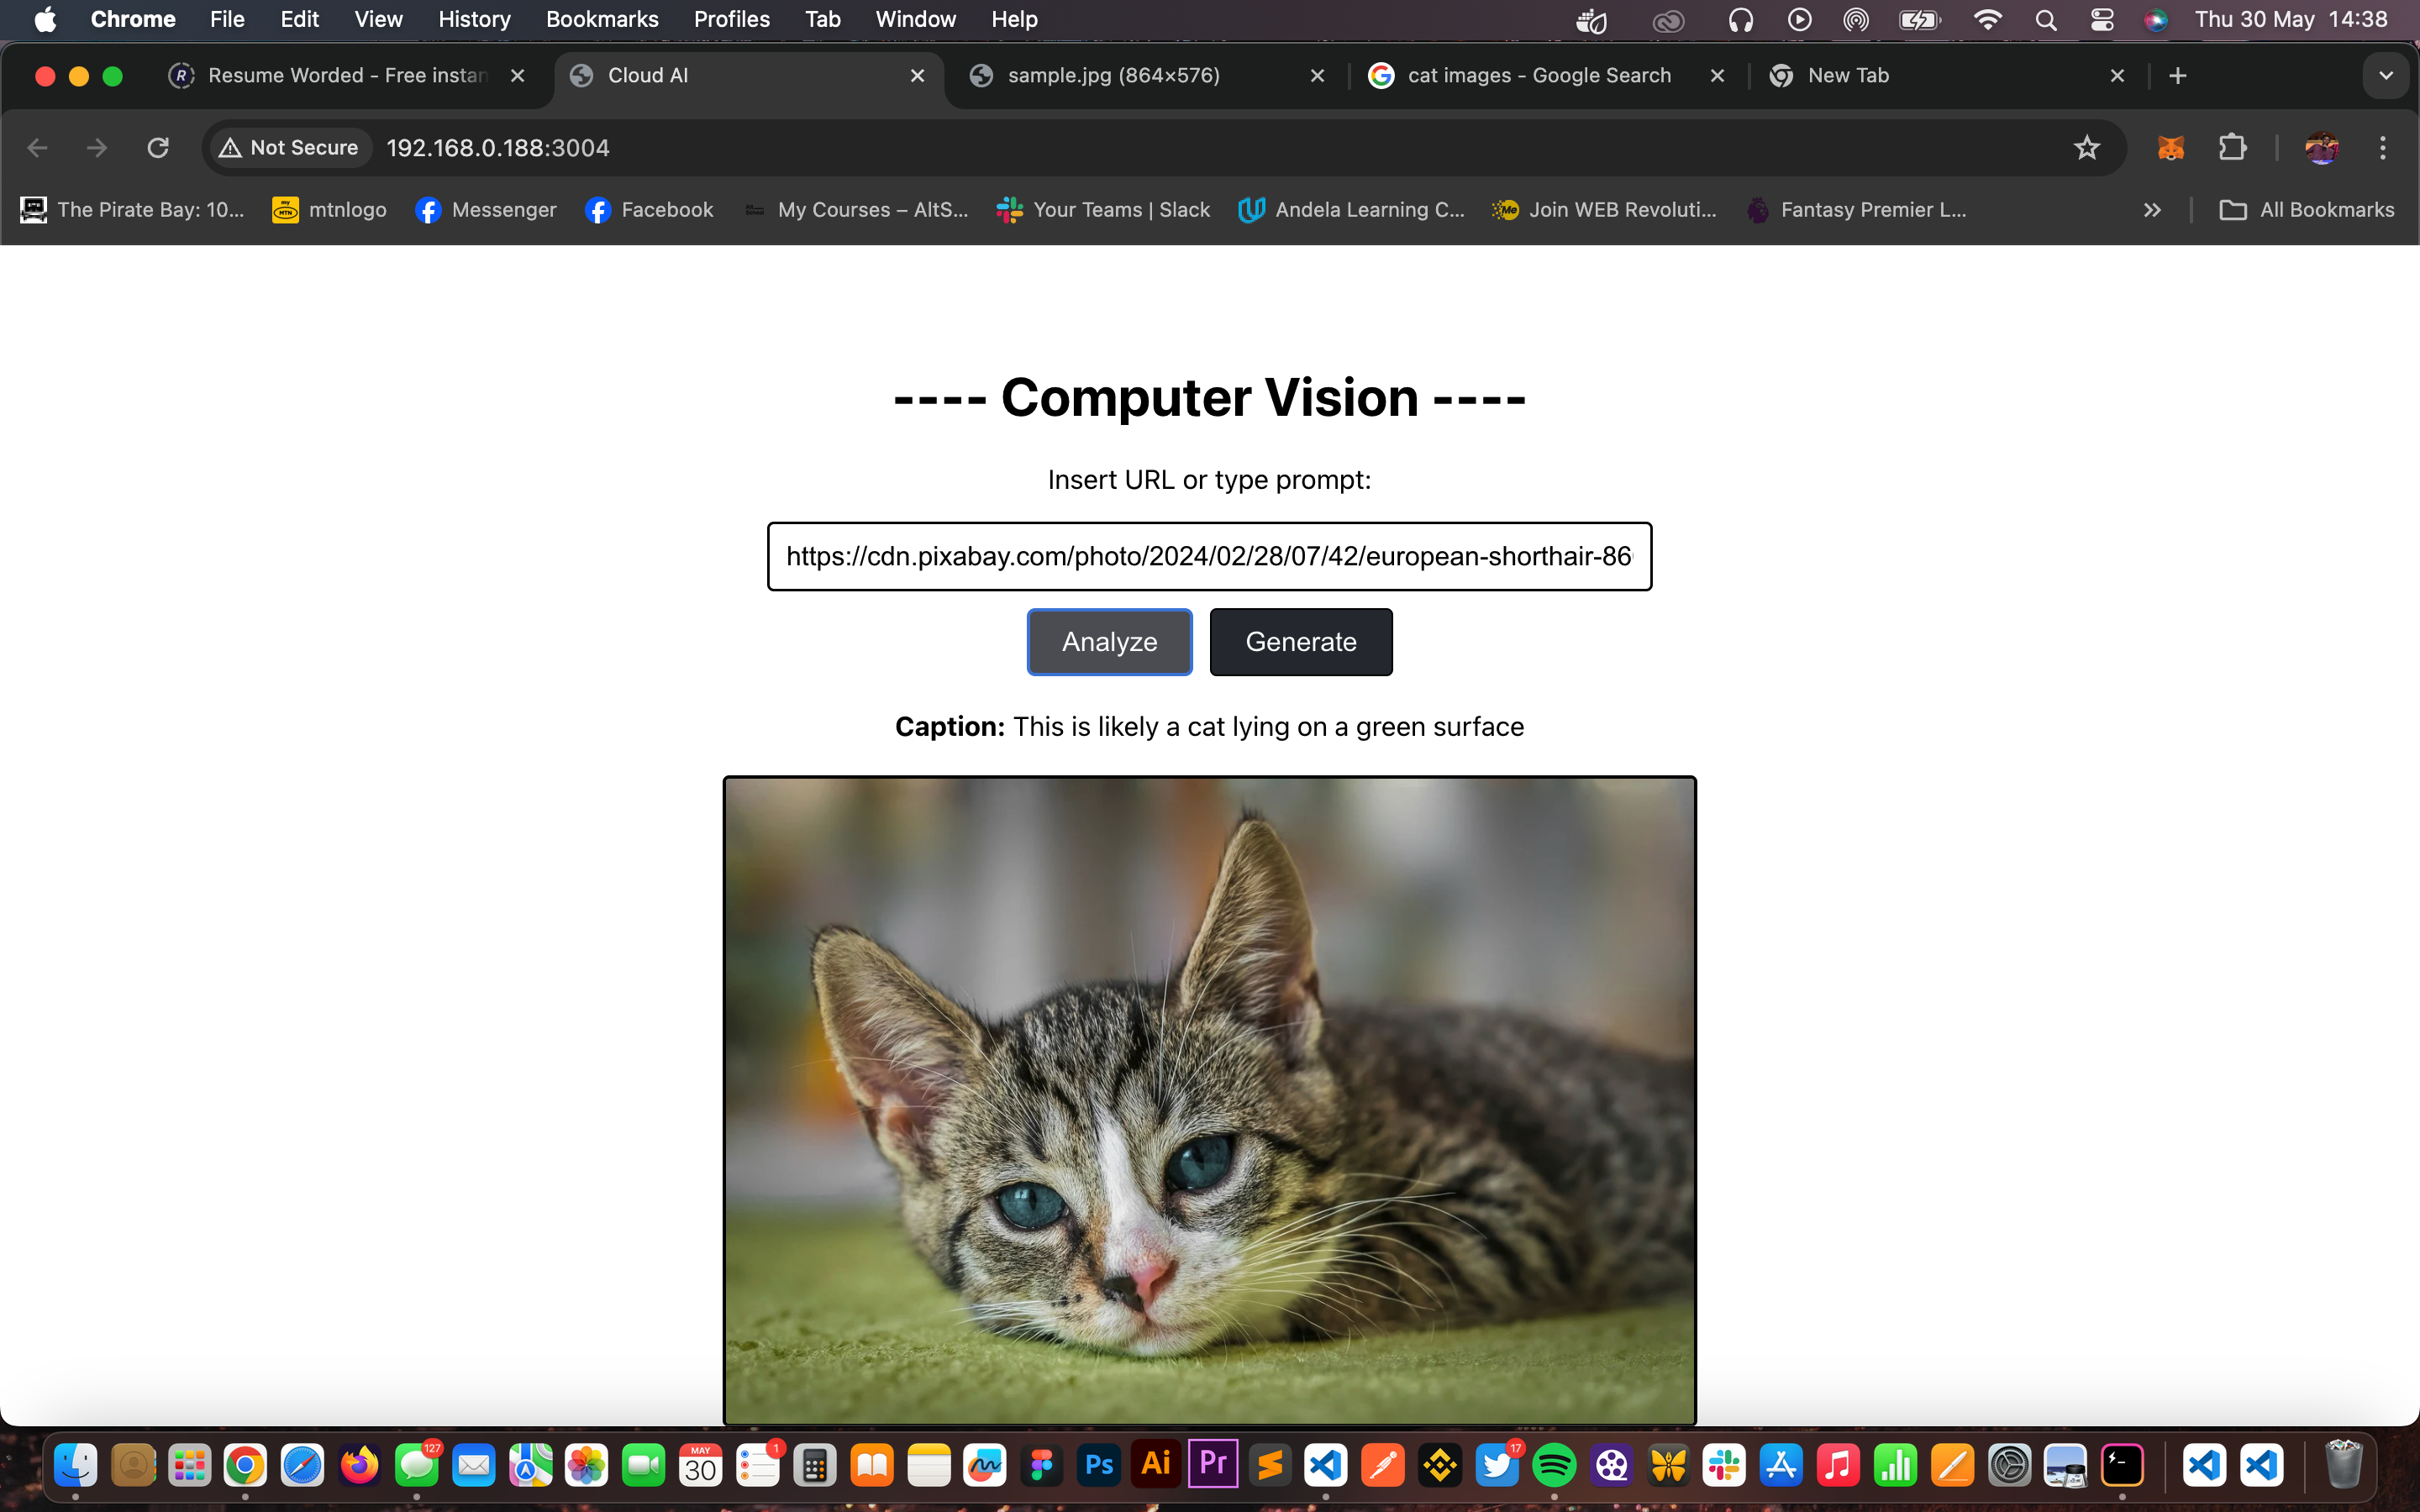 Chrome File Edit View History Bookmarks Profiles Tab Window Help Thu 30 May 14:38
R Resume Worded - Free instan Cloud AI sample.jpg (864×576) cat images - Google Search New Tab
Not Secure 192.168.0.188:3004
The Pirate Bay: 10... my MTN mtnlogo Messenger Facebook My Courses – AltS... Your Teams | Slack Andela Learning C... Me Join WEB Revoluti... Fantasy Premier L... All Bookmarks
---- Computer Vision ----
Insert URL or type prompt:
https://cdn.pixabay.com/photo/2024/02/28/07/42/european-shorthair-86
Analyze Generate
Caption: This is likely a cat lying on a green surface
127 MAY 30 1 Ps Ai Pr 17